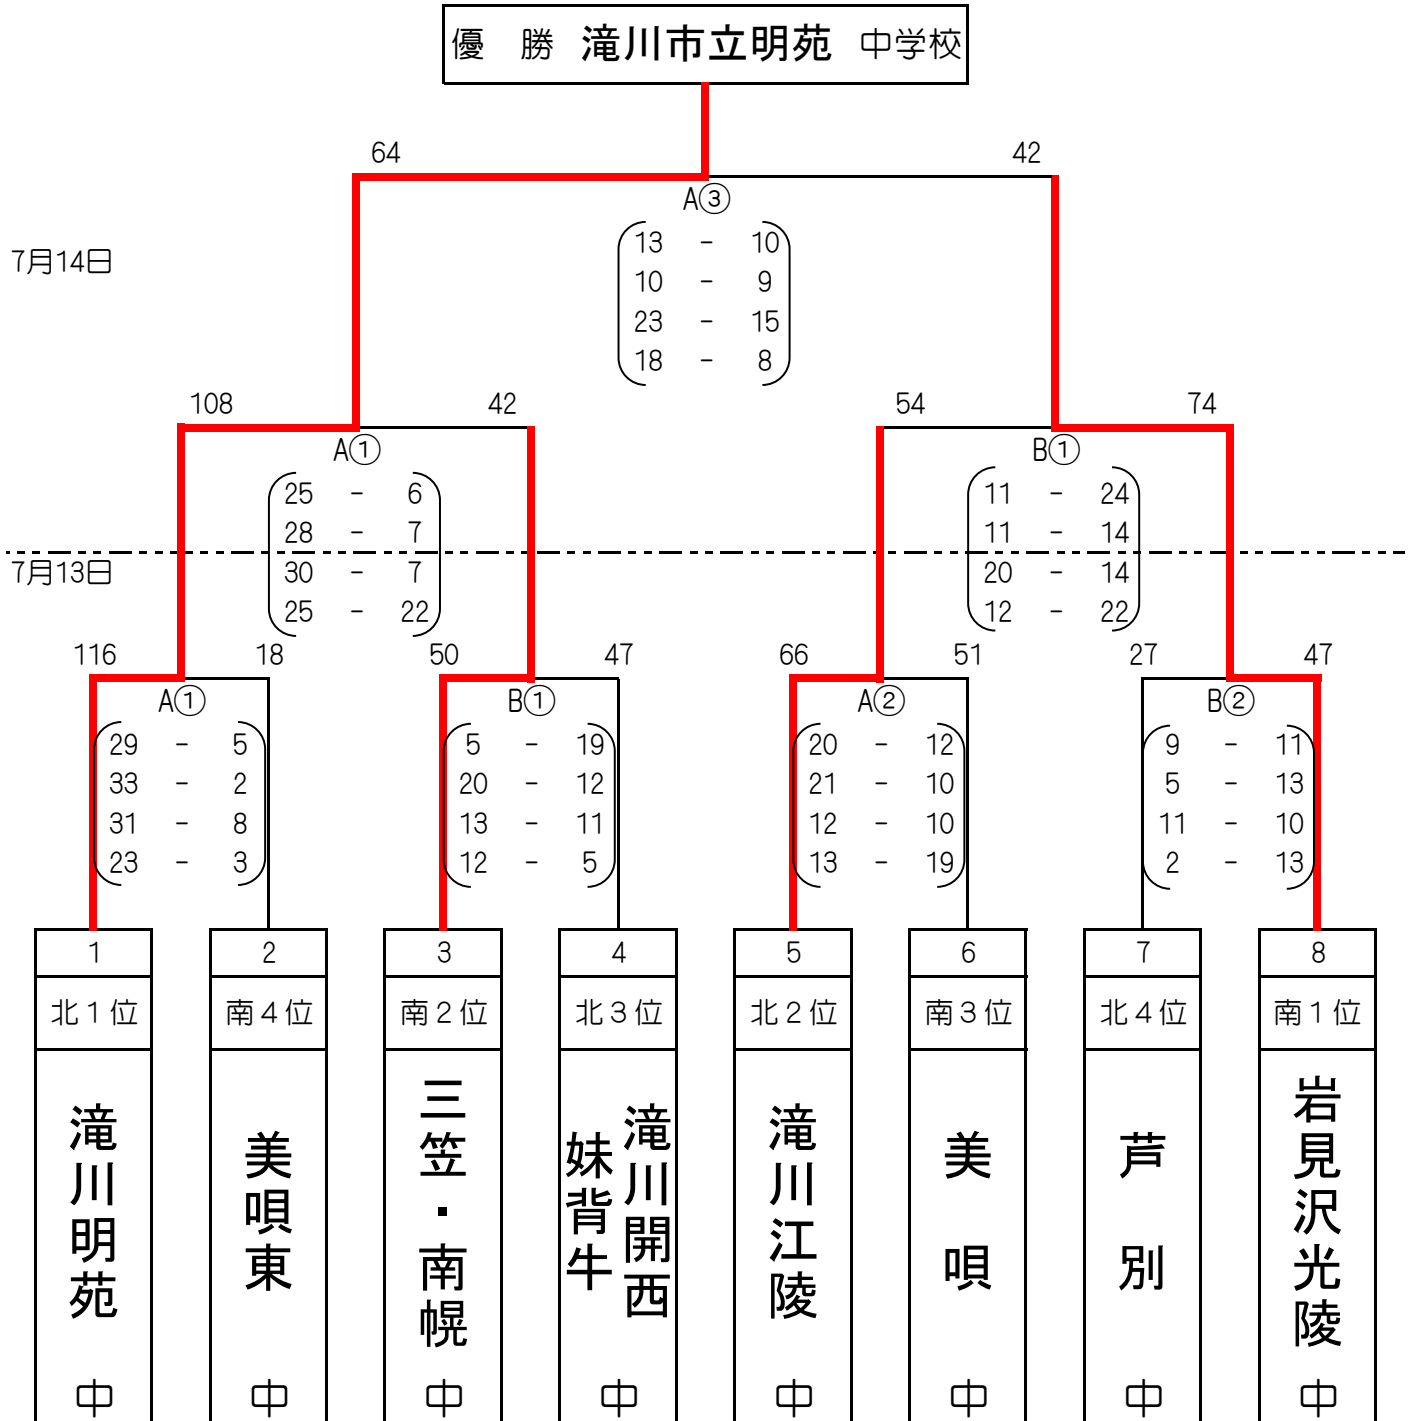 優　勝 滝川市立明苑 中学校
64 42
A③
13 - 10
7月14日
10 - 9
23 - 15
18 - 8
108 42 54 74
A① B①
25 - 6 11 - 24
28 - 7 11 - 14
7月13日
30 - 7 20 - 14
25 - 22 12 - 22
116 18 50 47 66 51 27 47
A① B① A② B②
29 - 5 5 - 19 20 - 12 9 - 11
33 - 2 20 - 12 21 - 10 5 - 13
31 - 8 13 - 11 12 - 10 11 - 10
23 - 3 12 - 5 13 - 19 2 - 13
1 2 3 4 5 6 7 8
北1位 南4位 南2位 北3位 北2位 南3位 北4位 南1位
滝川明苑 中
美唄東 中
三笠・南幌 中
滝川開西
妹背牛 中
滝川江陵 中
美唄 中
芦別 中
岩見沢光陵 中